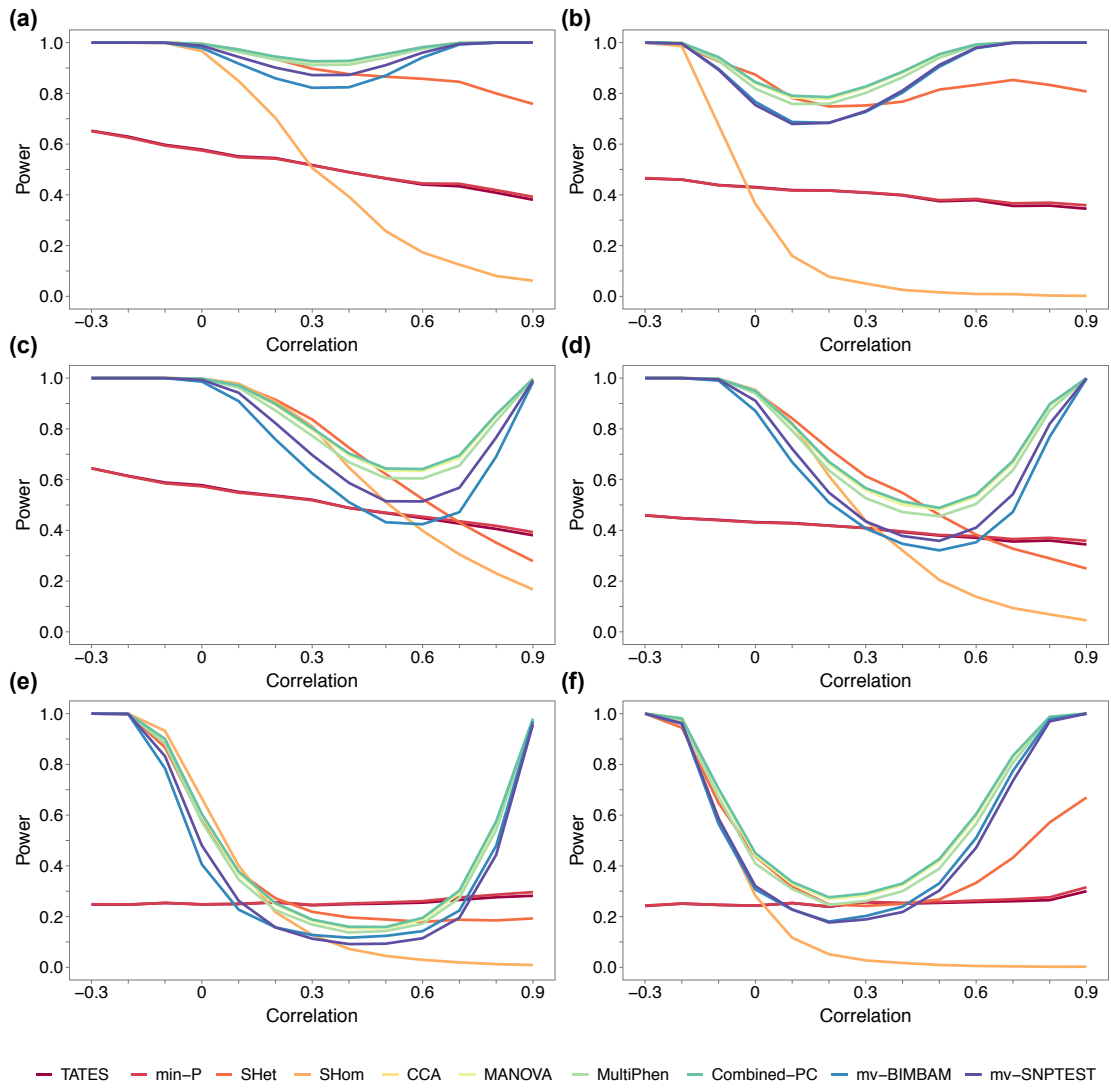 (a) (b)
1.0 1.0
0.8 0.8
0.6 0.6
Power Power
0.4 0.4
0.2 0.2
0.0 0.0
−0.3 0 0.3 0.6 0.9 −0.3 0 0.3 0.6 0.9
Correlation Correlation
(c) (d)
1.0 1.0
0.8 0.8
0.6 0.6
Power Power
0.4 0.4
0.2 0.2
0.0 0.0
−0.3 0 0.3 0.6 0.9 −0.3 0 0.3 0.6 0.9
Correlation Correlation
(e) (f)
1.0 1.0
0.8 0.8
0.6 0.6
Power Power
0.4 0.4
0.2 0.2
0.0 0.0
−0.3 0 0.3 0.6 0.9 −0.3 0 0.3 0.6 0.9
Correlation Correlation
TATES min−P SHet SHom CCA MANOVA MultiPhen Combined−PC mv−BIMBAM mv−SNPTEST